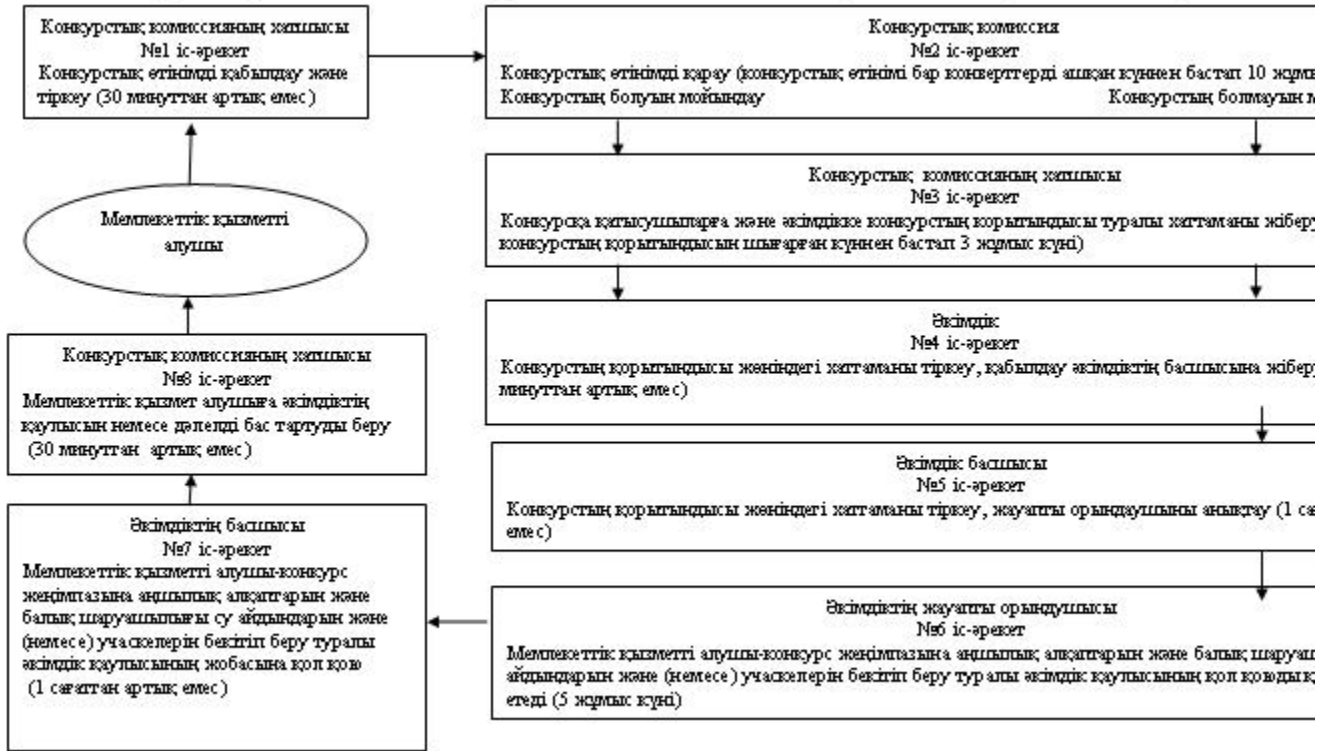 Конкурстық комиссияның хатшысы
№1 іс-әрекет
Конкурстық өтінімді қабылдау және
тіркеу (30 минуттан артық емес)
Конкурстық комиссия
№2 іс-әрекет
Конкурстық өтінімді қарау (конкурстық өтінімі бар конверттерді ашқан күннен бастап 10
Конкурстың болуын мойындау Конкурстың болмауын
Конкурстық комиссияның хатшысы
№3 іс-әрекет
Конкурсқа қатысушыларға және әкімдікке конкурстың қорытындысы туралы хаттаманы
конкурстың қорытындысын шығарған күннен бастап 3 жұмыс күні)
Әкімдік
№4 іс-әрекет
Конкурстың қорытындысы жөніндегі хаттаманы тіркеу, қабылдау әкімдіктің басшысына
минуттан артық емес)
Әкімдік басшысы
№5 іс-әрекет
Конкурстың қорытындысы жөніндегі хаттаманы тіркеу, жауапты орындаушыны анықтау (1
емес)
Әкімдіктің жауапты орындушысы
№6 іс-әрекет
Мемлекеттік қызметті алушы-конкурс жеңімпазына аңшылық алқаптарын және балық
айдындарын және (немесе) учаскелерін бекітіп беру туралы әкімдік қаулысының қол қоюды
етеді (5 жұмыс күні)
Әкімдіктің басшысы
№7 іс-әрекет
Мемлекеттік қызметті алушы-конкурс
жеңімпазына аңшылық алқаптарын және
балық шаруашылығы су айдындарын және
(немесе) учаскелерін бекітіп беру туралы
әкімдік қаулысының жобасына қол қою
(1 сағаттан артық емес)
Конкурстық комиссияның хатшысы
№8 іс-әрекет
Мемлекеттік қызмет алушыға әкімдіктің
қаулысын немесе дәлелді бас тартуды беру
(30 минуттан артық емес)
Мемлекеттік қызметті
алушы